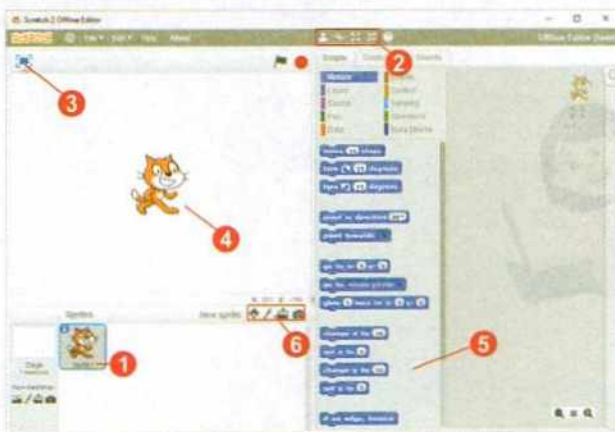 Scratch 2 Offline Editor
SCRATCH File Edit Tips About
Offline Editor
2
3
Scripts
Motion
Looks Control
Sound Sensing
Pen Operators
Data More Blocks
move 10 steps
turn 15 degrees
turn 15 degrees
point in direction 90
point towards
go to x: 0 y: 0
go to mouse-pointer
glide 1 secs to x: 0 y: 0
change x by 10
set x to 0
change y by 10
set y to 0
if on edge, bounce
4
5
Sprites New sprite:
6
Stage
Sprite1
1